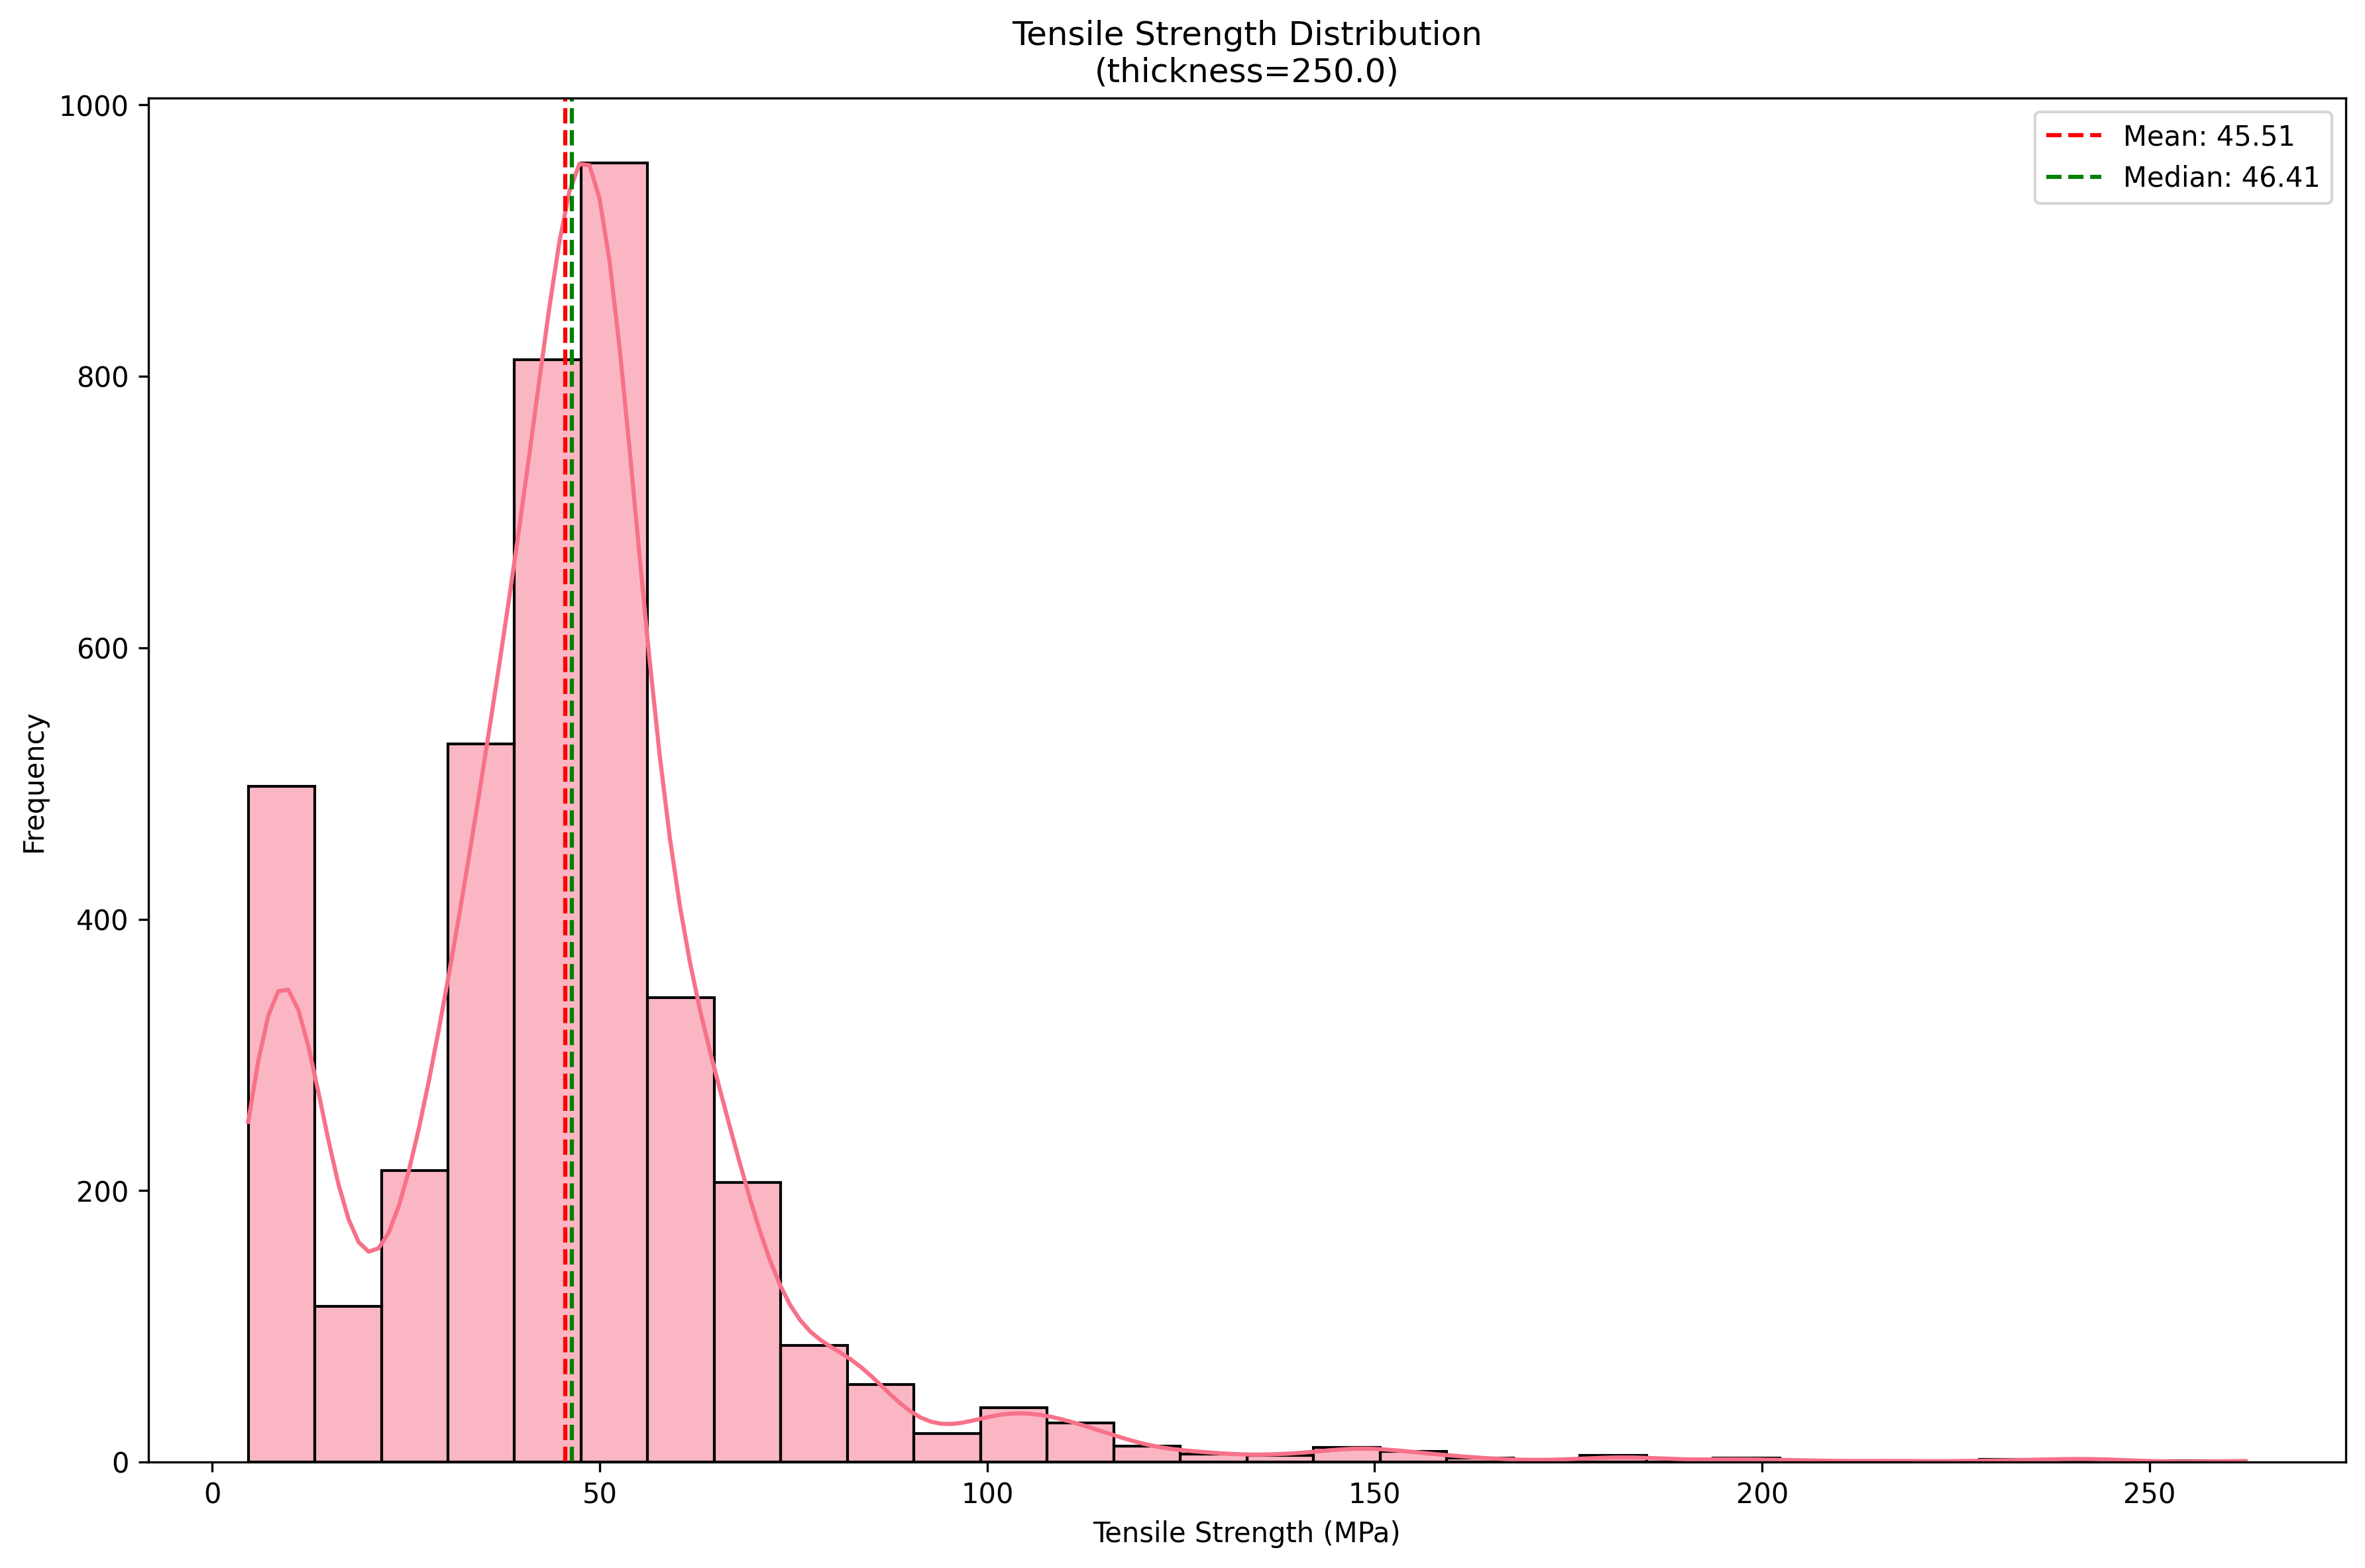 Tensile Strength Distribution
(thickness=250.0)
Mean: 45.51
Median: 46.41
1000
800
600
400
200
0
Frequency
0
50
100
150
200
250
Tensile Strength (MPa)